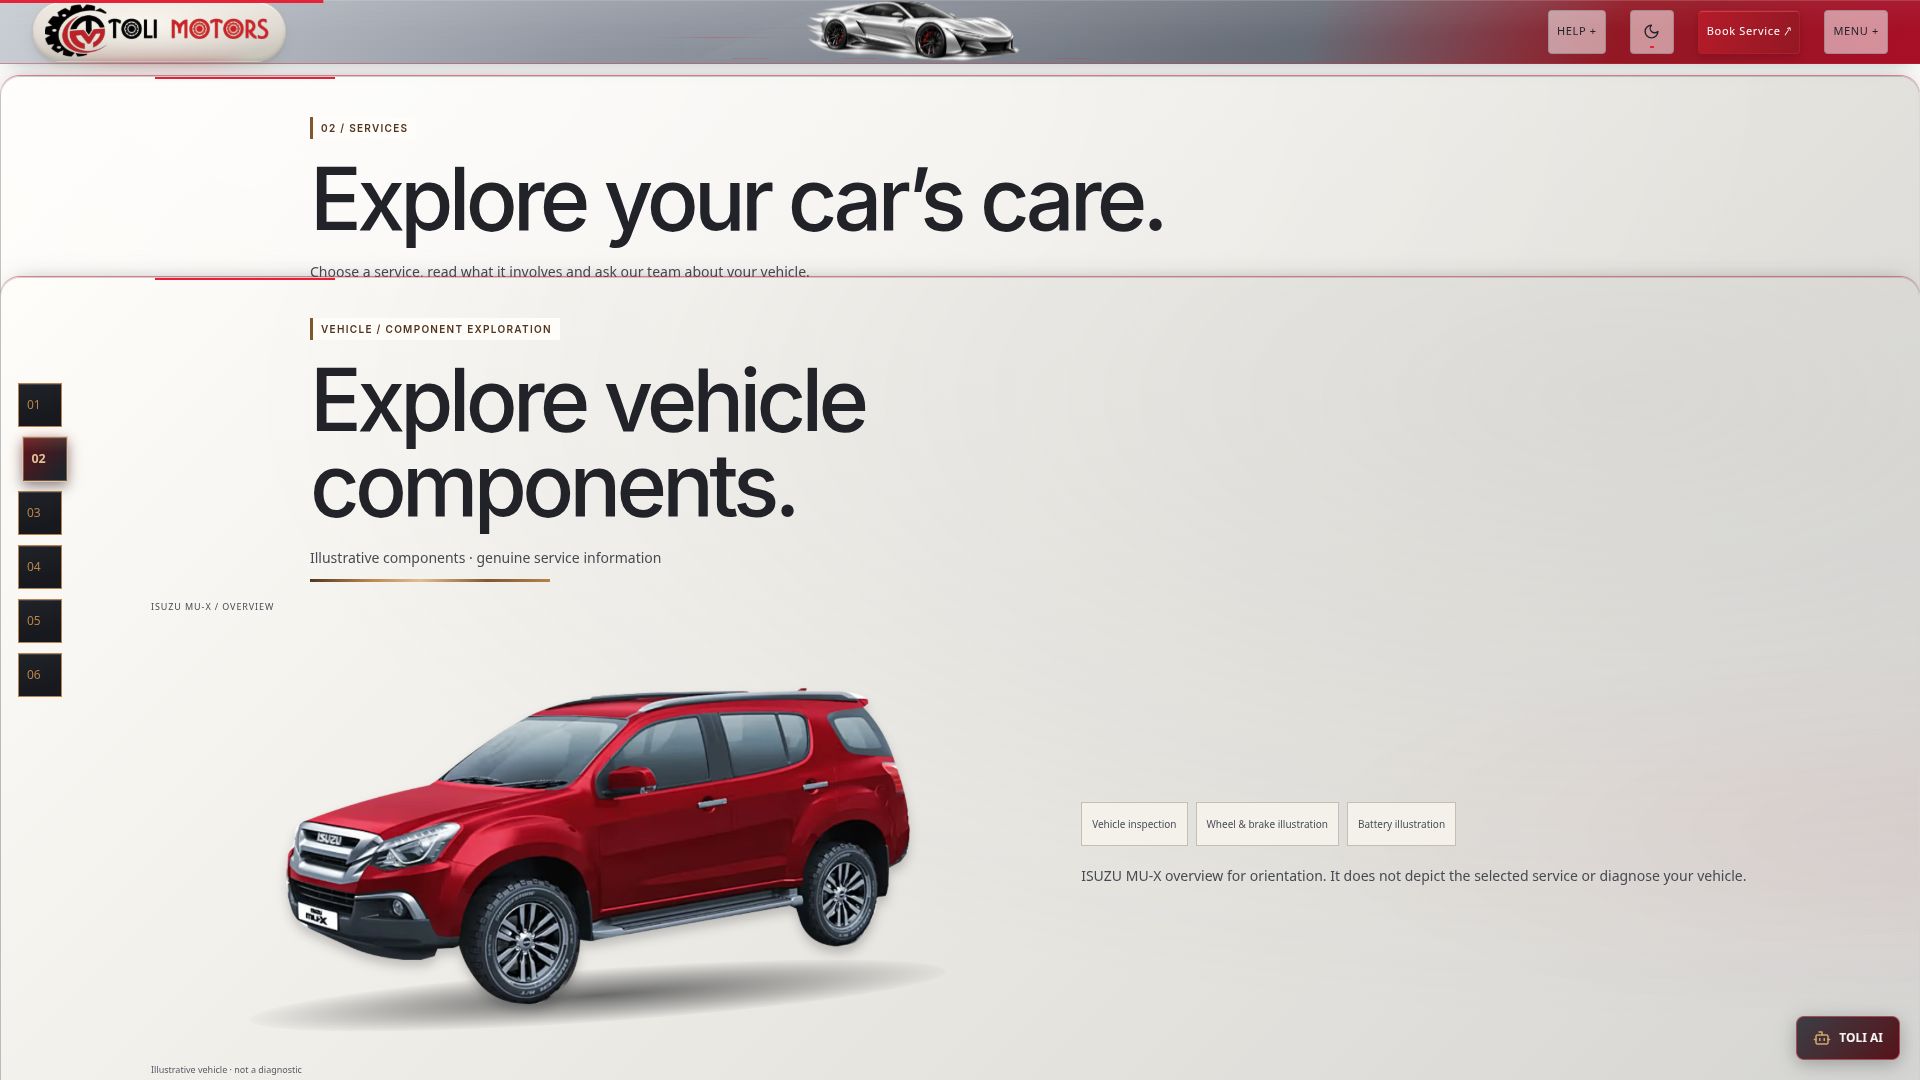 TOLI MOTORS
HELP +
Book Service ↗
MENU +
02 / SERVICES
Explore your car’s care.
Choose a service, read what it involves and ask our team about your vehicle.
VEHICLE / COMPONENT EXPLORATION
Explore vehicle
components.
Illustrative components · genuine service information
01
02
03
04
05
06
ISUZU MU-X / OVERVIEW
ISUZU
mu-X
Vehicle inspection
Wheel & brake illustration
Battery illustration
ISUZU MU-X overview for orientation. It does not depict the selected service or diagnose your vehicle.
TOLI AI
Illustrative vehicle · not a diagnostic